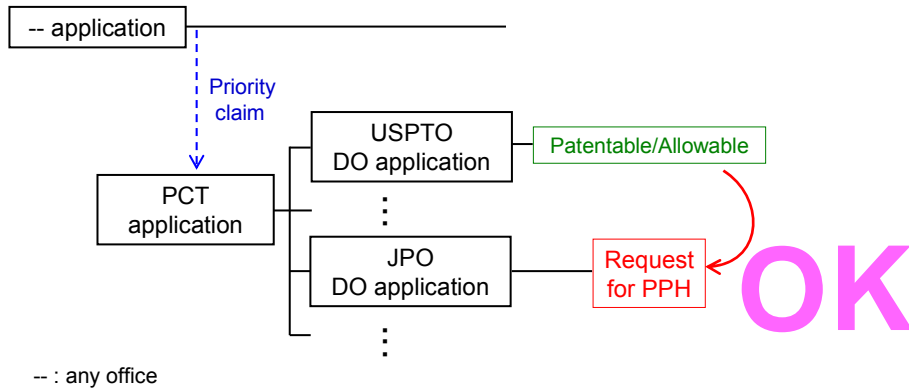 -- application
Priority
claim
USPTO
DO application
Patentable/Allowable
PCT
application
⋮
JPO
DO application
Request
for PPH
OK
⋮
-- : any office